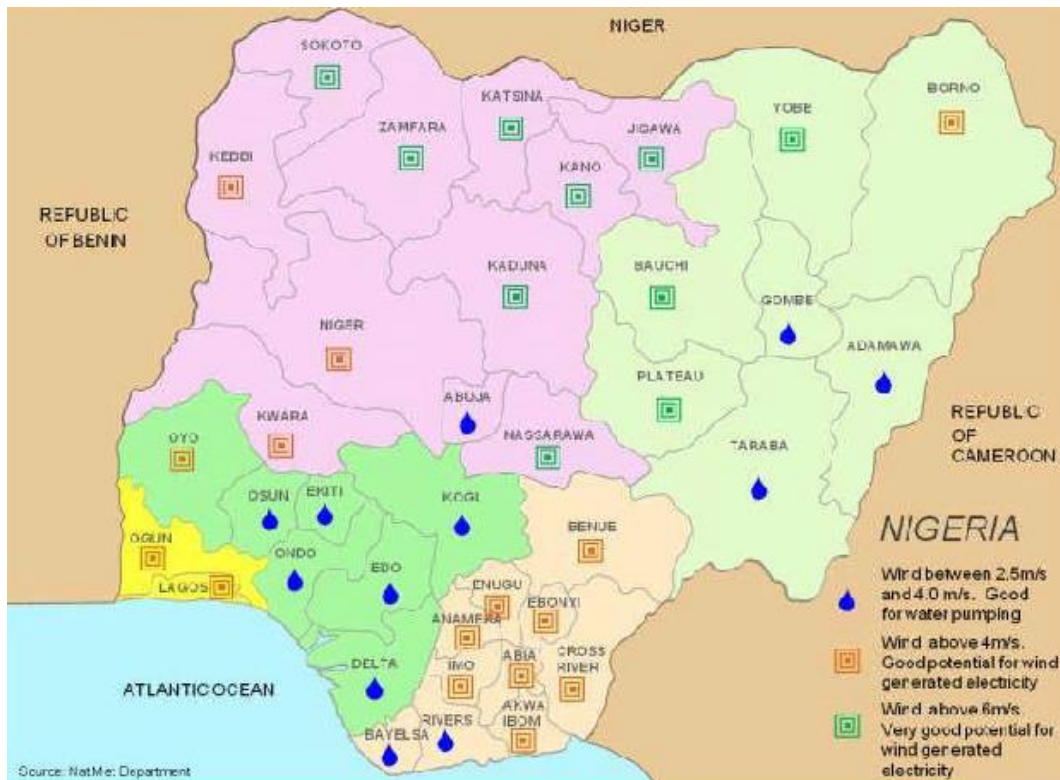 NIGER
SOKOTO
KATSINA
YOBE
BORNO
ZAMFARA
JIGAWA
KEBBI
KANO
REPUBLIC
OF BENIN
KADUNA
BAUCHI
GOMBE
NIGER
ADAMAWA
PLATEAU
ABUJA
KWARA
REPUBLIC
OF
CAMEROON
OYO
NASSARAWA
TARABA
OSUN
EKITI
KOGI
BENUE
NIGERIA
OGUN
ONDO
EDO
LAGOS
ENUGU
EBONYI
ANAMBRA
Wind between 2.5m/s
and 4.0 m/s. Good
for water pumping
DELTA
IMO
ABIA
CROSS
RIVER
Wind above 4m/s.
Good potential for wind
generated electricity
ATLANTIC OCEAN
AKWA
IBOM
RIVERS
BAYELSA
Wind above 6m/s
Very good potential for
wind generated
electricity
Source: NatMet Department